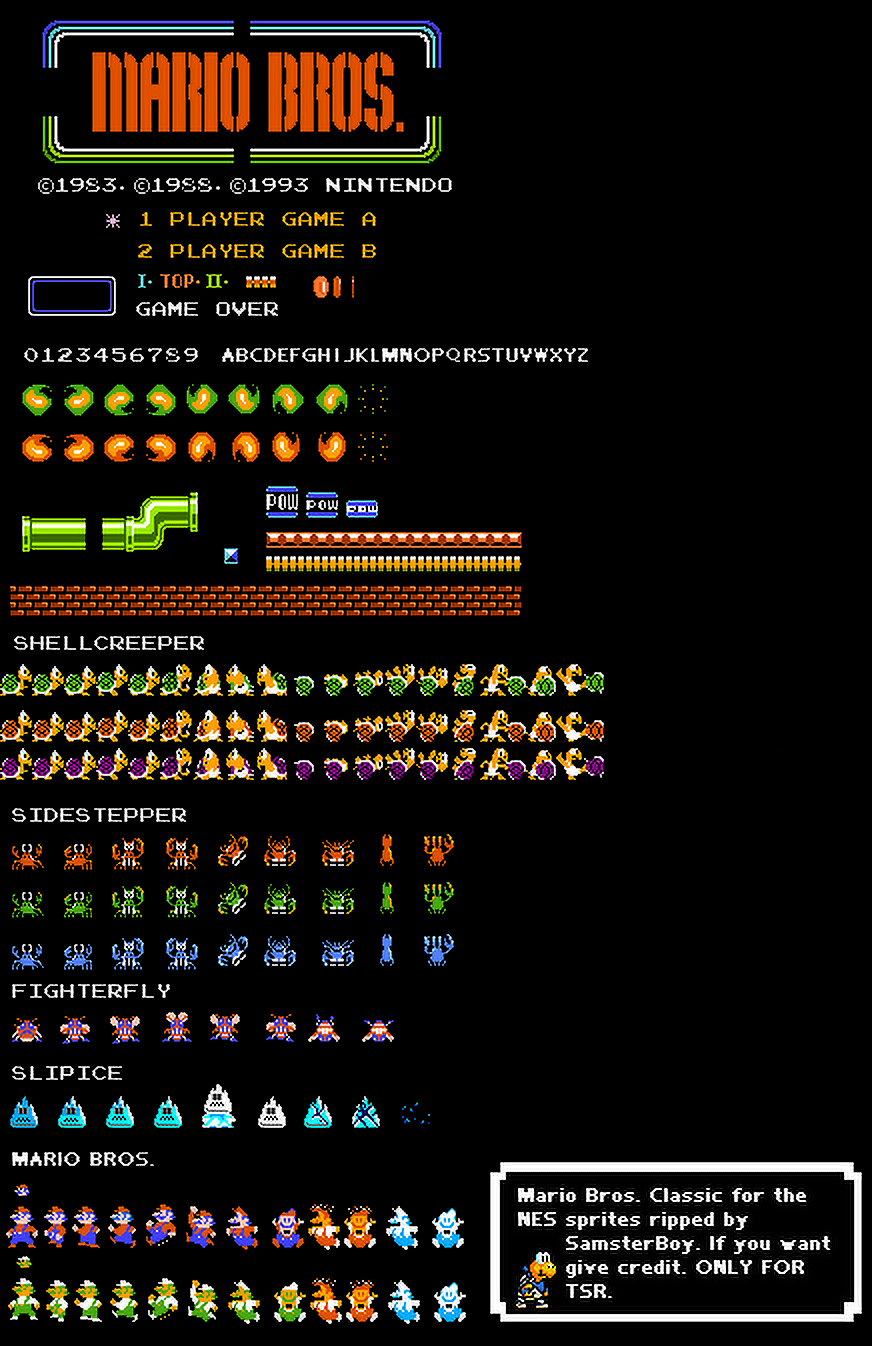 MARIO BROS.
©1983. ©1988. ©1993 NINTENDO
1 PLAYER GAME A
2 PLAYER GAME B
I· TOP· II·
GAME OVER
0123456789 ABCDEFGHIJKLMNOPQRSTUVWXYZ
POW POW POW
SHELLCREEPER
SIDESTEPPER
FIGHTERFLY
SLIPICE
MARIO BROS.
Mario Bros. Classic for the
NES sprites ripped by
SamsterBoy. If you want
give credit. ONLY FOR
TSR.